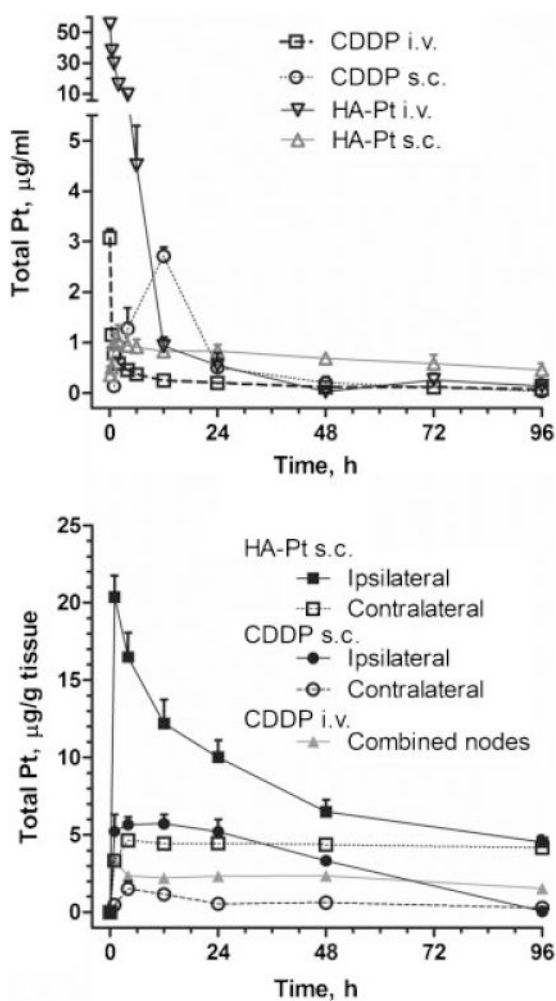 50
30
10
5
4
3
2
1
0
Total Pt, µg/ml
CDDP i.v.
CDDP s.c.
HA-Pt i.v.
HA-Pt s.c.
0 24 48 72 96
Time, h
25
20
15
10
5
0
Total Pt, µg/g tissue
HA-Pt s.c.
Ipsilateral
Contralateral
CDDP s.c.
Ipsilateral
Contralateral
CDDP i.v.
Combined nodes
0 24 48 72 96
Time, h